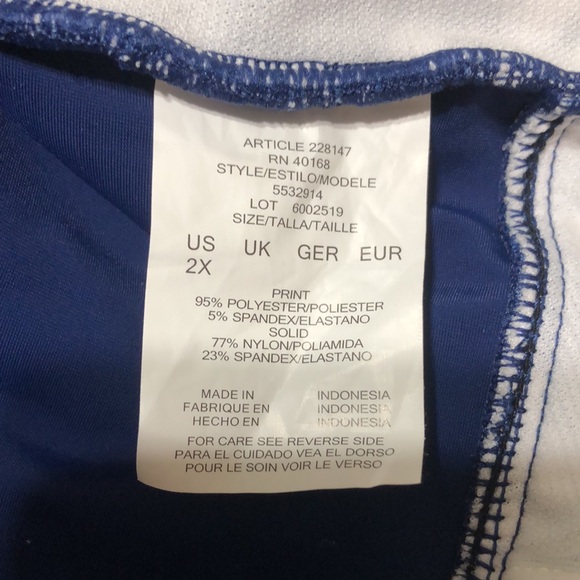 ARTICLE 228147
RN 40168
STYLE/ESTILO/MODELE
5532914
LOT 6002519
SIZE/TALLA/TAILLE
US UK GER EUR
2X
PRINT
95% POLYESTER/POLIESTER
5% SPANDEX/ELASTANO
SOLID
77% NYLON/POLIAMIDA
23% SPANDEX/ELASTANO
MADE IN INDONESIA
FABRIQUE EN INDONESIA
HECHO EN INDONESIA
FOR CARE SEE REVERSE SIDE
PARA EL CUIDADO VEA EL DORSO
POUR LE SOIN VOIR LE VERSO